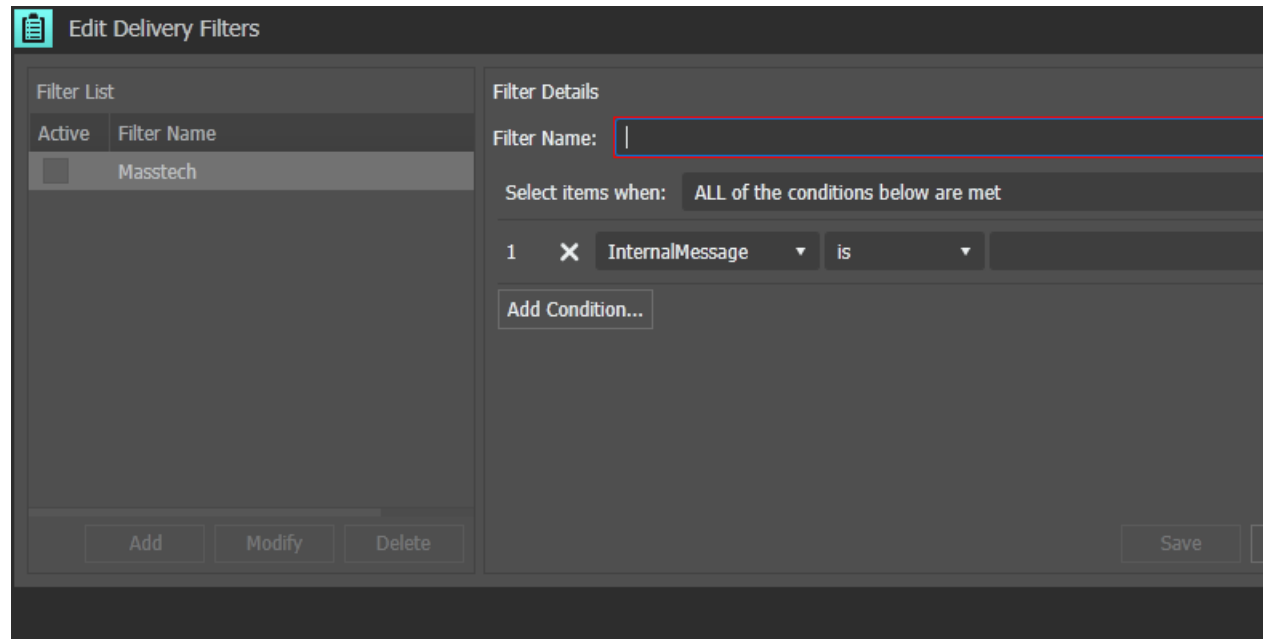 Edit Delivery Filters
Filter List
Active Filter Name
Masstech
Add Modify Delete
Filter Details
Filter Name:
Select items when: ALL of the conditions below are met
1 InternalMessage is
Add Condition...
Save